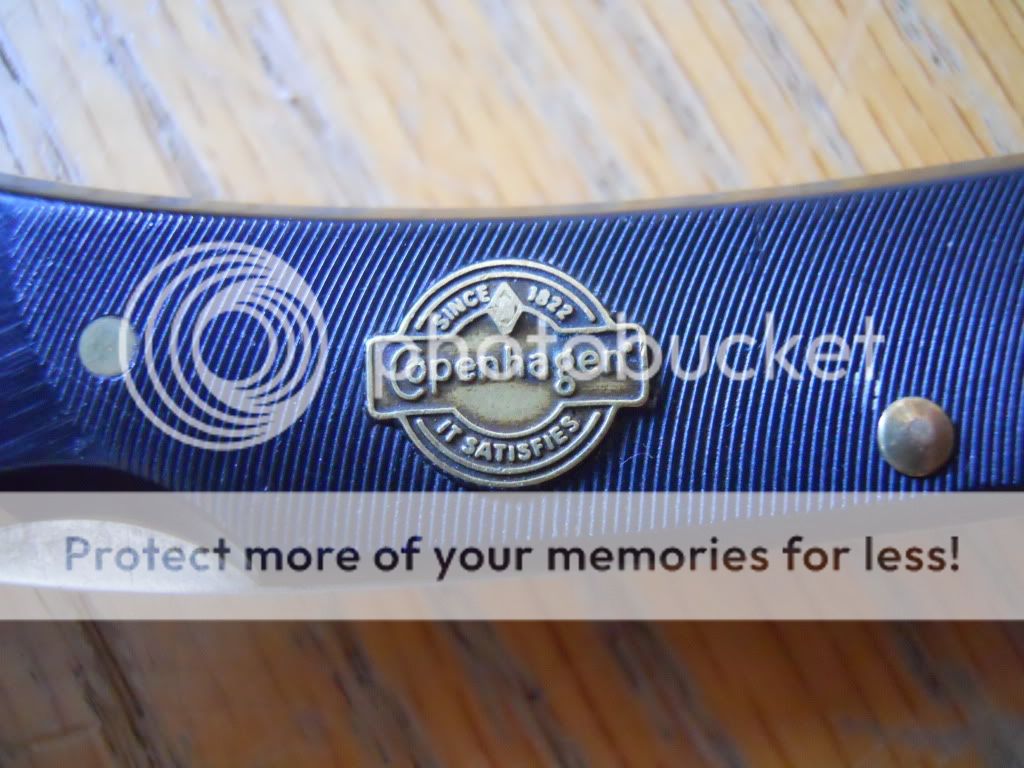 SINCE 1822
Copenhagen
IT SATISFIES
photobucket
Protect more of your memories for less!